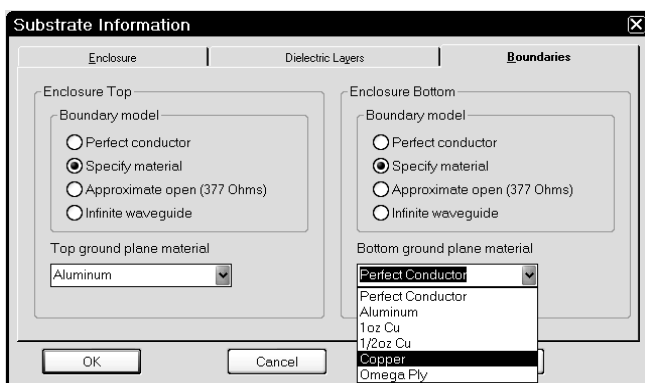 Substrate Information
Enclosure
Dielectric Layers
Boundaries
Enclosure Top
Boundary model
Perfect conductor
Specify material
Approximate open (377 Ohms)
Infinite waveguide
Top ground plane material
Aluminum
Enclosure Bottom
Boundary model
Perfect conductor
Specify material
Approximate open (377 Ohms)
Infinite waveguide
Bottom ground plane material
Perfect Conductor
Perfect Conductor
Aluminum
1oz Cu
1/2oz Cu
Copper
Omega Ply
OK
Cancel